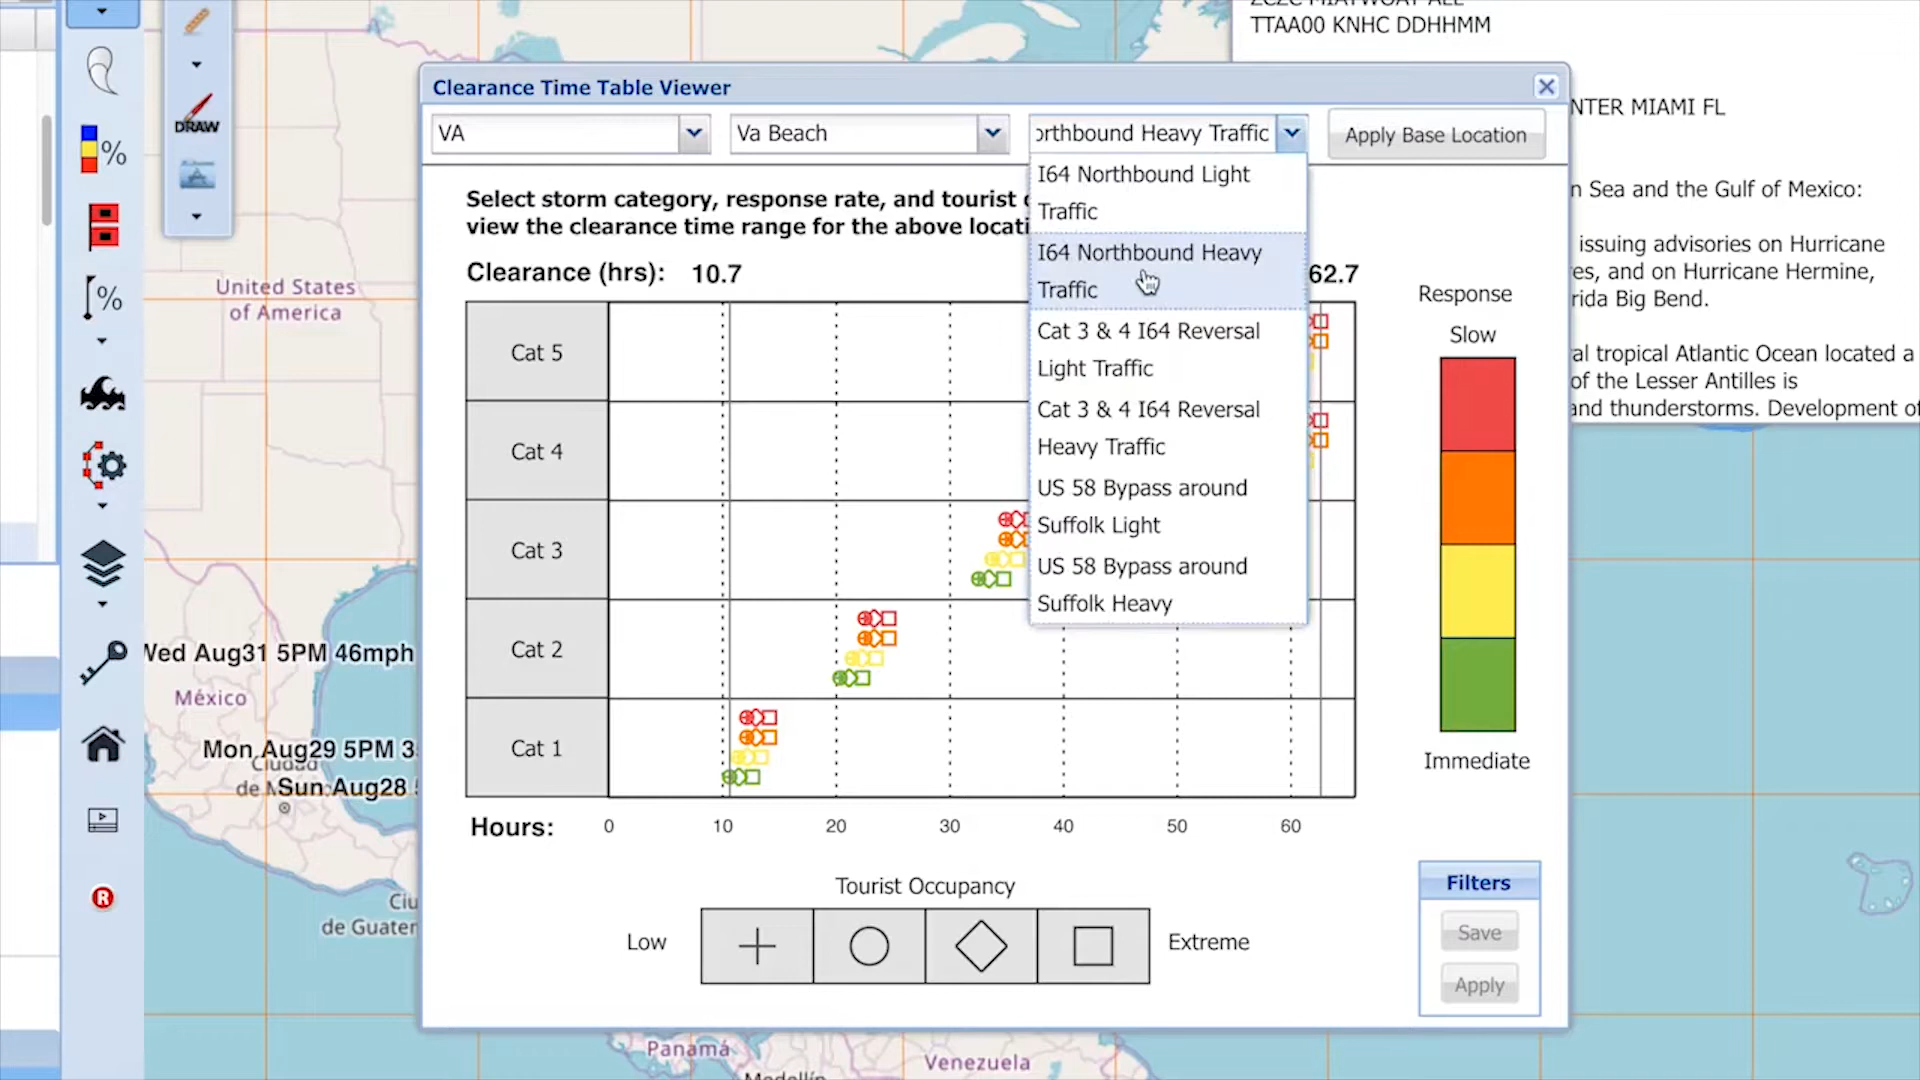 TTAA00 KNHC DDHHMM
Clearance Time Table Viewer
NTER MIAMI FL
%
DRAW
VA
Va Beach
orthbound Heavy Traffic
Apply Base Location
I64 Northbound Light
Traffic
I64 Northbound Heavy
Traffic
Cat 3 & 4 I64 Reversal
Light Traffic
Cat 3 & 4 I64 Reversal
Heavy Traffic
US 58 Bypass around
Suffolk Light
US 58 Bypass around
Suffolk Heavy
Select storm category, response rate, and tourist
view the clearance time range for the above locati
Clearance (hrs): 10.7
62.7
n Sea and the Gulf of Mexico:
issuing advisories on Hurricane
es, and on Hurricane Hermine,
rida Big Bend.
al tropical Atlantic Ocean located a
of the Lesser Antilles is
and thunderstorms. Development of
United States
of America
%
Response
Slow
Immediate
Cat 5
Cat 4
Cat 3
Cat 2
Cat 1
Hours: 0 10 20 30 40 50 60
Wed Aug31 5PM 46mph
México
Mon Aug29 5PM 3
Ciudad
de M
Sun Aug28
R
Ciu
de Guater
Tourist Occupancy
Low
Extreme
Filters
Save
Apply
Panamá
Venezuela